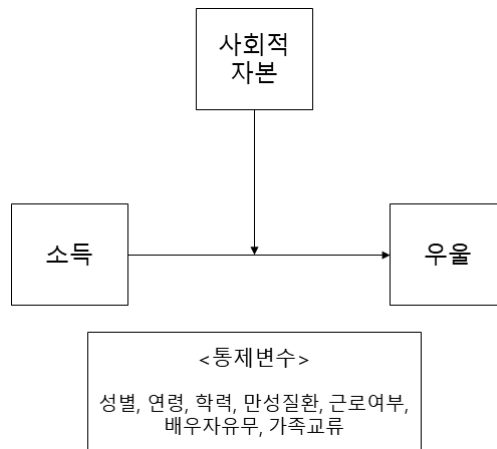 사회적
자본
소득
우울
<통제변수>
성별, 연령, 학력, 만성질환, 근로여부,
배우자유무, 가족교류